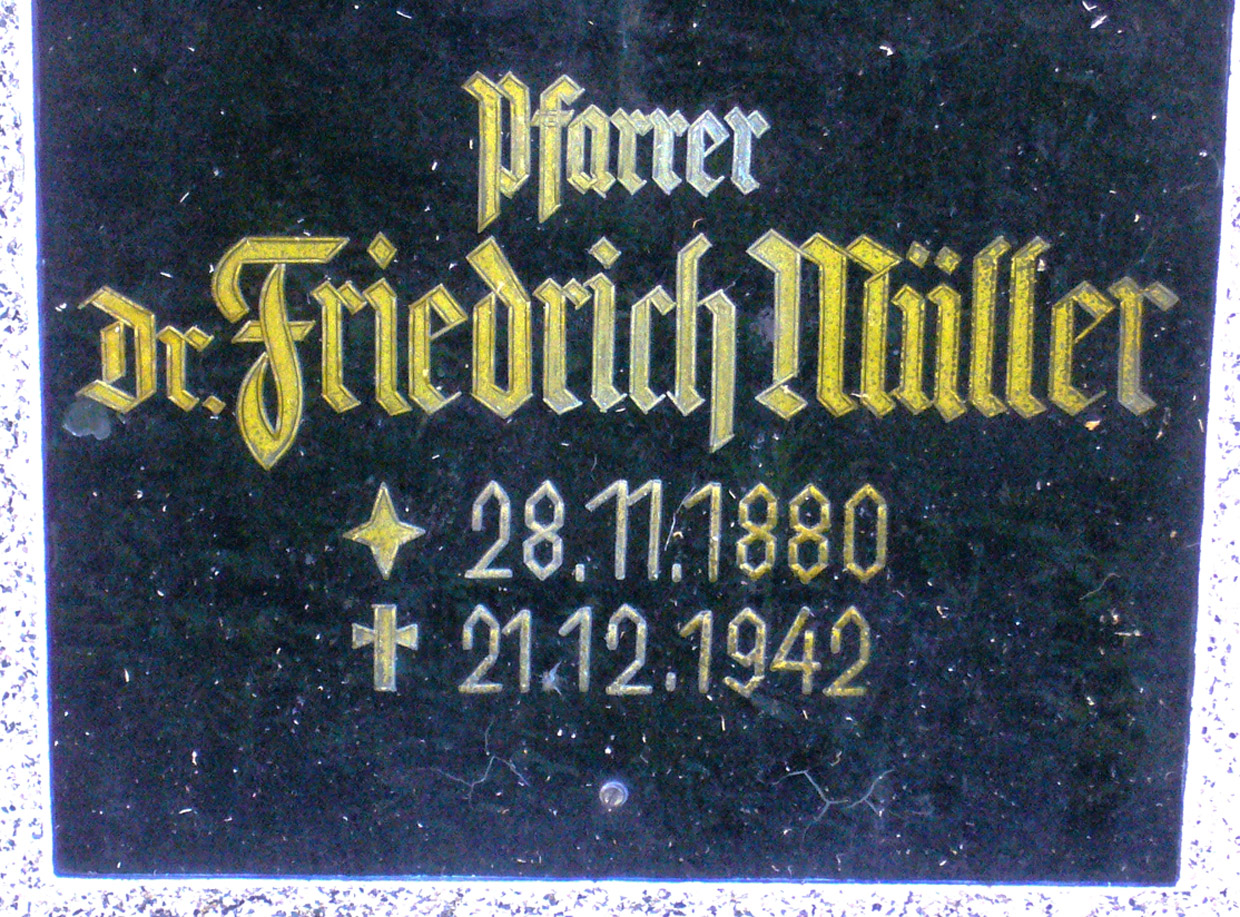 Pfarrer
Dr. Friedrich Müller
28.11.1880
21.12.1942